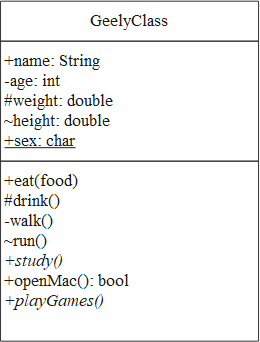 GeelyClass
+name: String
-age: int
#weight: double
~height: double
+sex: char
+eat(food)
#drink()
-walk()
~run()
+study()
+openMac(): bool
+playGames()